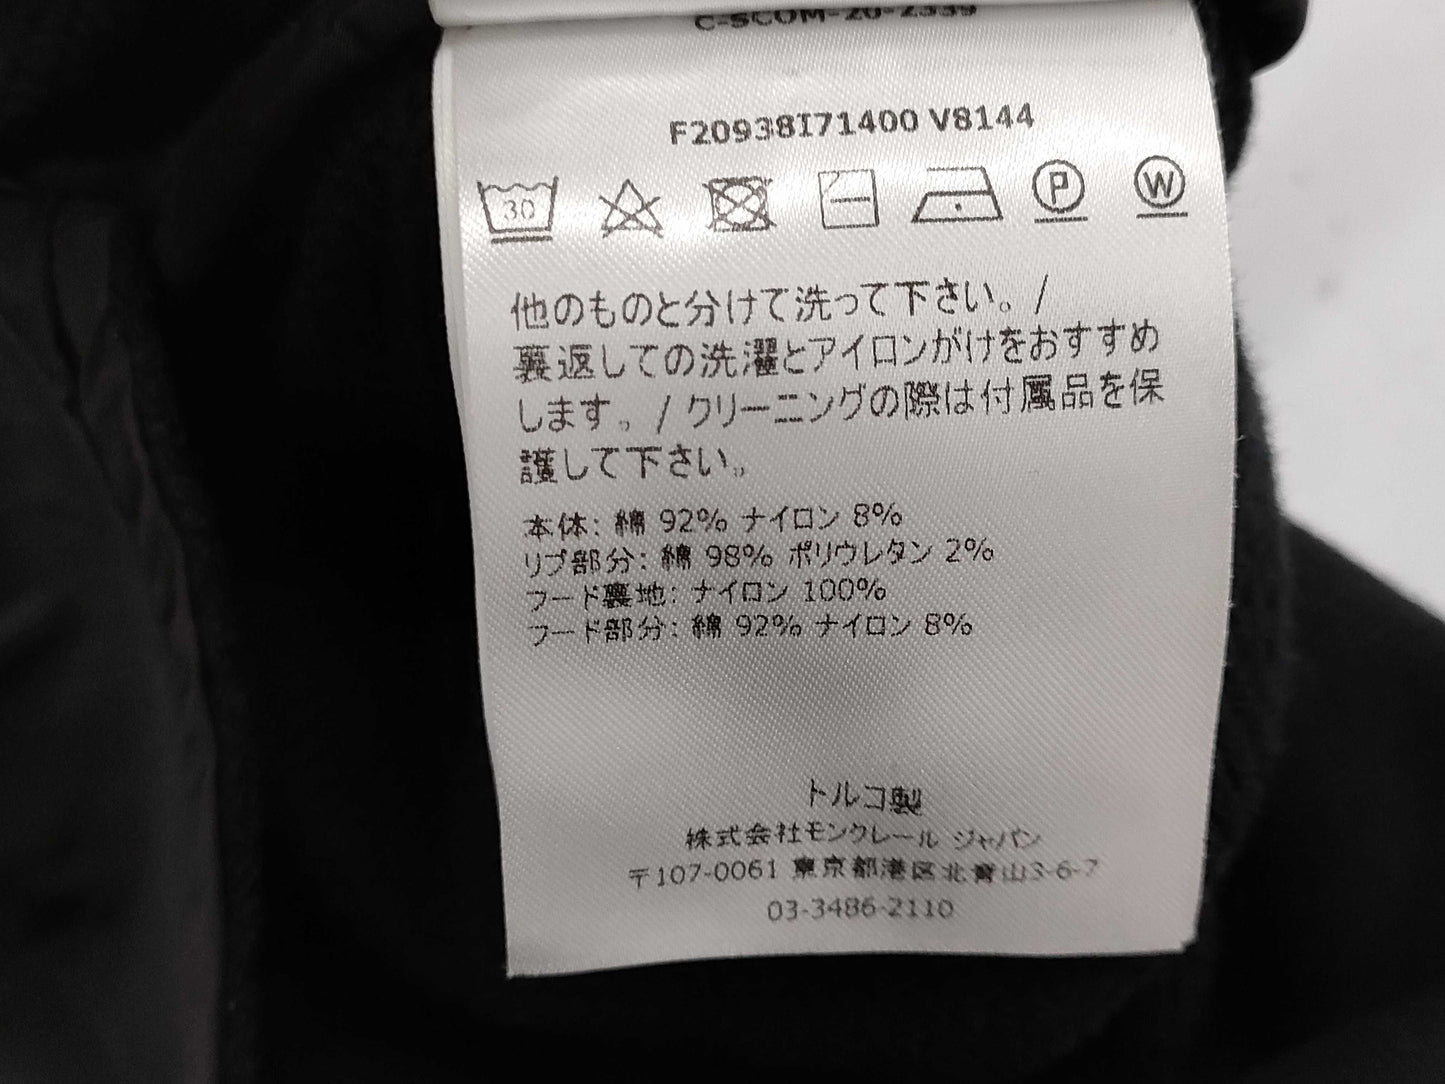 C-SCOM-20-2339
F20938I71400 V8144
30
P
W
他のものと分けて洗って下さい。/
裏返しての洗濯とアイロンがけをおすすめ
します。/ クリーニングの際は付属品を保
護して下さい。
本体: 綿 92% ナイロン 8%
リブ部分: 綿 98% ポリウレタン 2%
フード裏地: ナイロン 100%
フード部分: 綿 92% ナイロン 8%
トルコ製
株式会社モンクレール ジャパン
〒107-0061 東京都港区北青山3-6-7
03-3486-2110